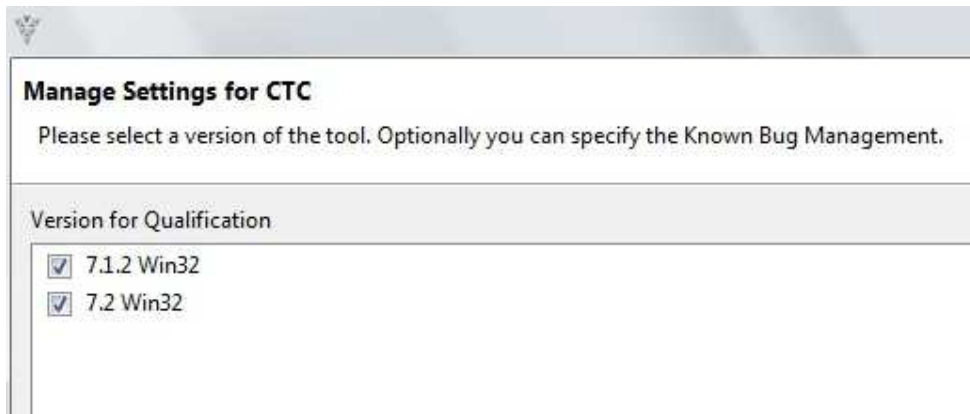 Manage Settings for CTC
Please select a version of the tool. Optionally you can specify the Known Bug Management.
Version for Qualification
7.1.2 Win32
7.2 Win32